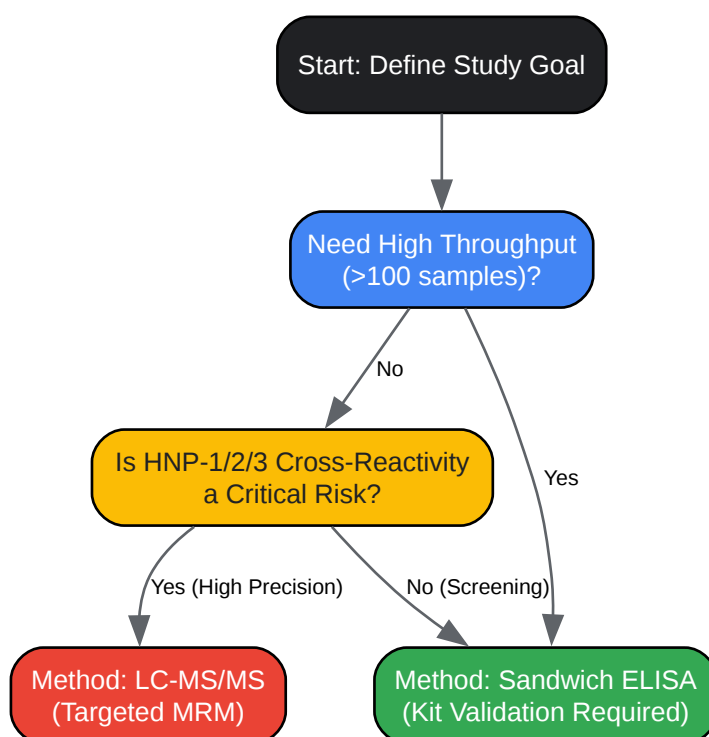 Start: Define Study Goal
Need High Throughput
(>100 samples)?
No
Is HNP-1/2/3 Cross-Reactivity
a Critical Risk?
Yes
Yes (High Precision)
No (Screening)
Method: LC-MS/MS
(Targeted MRM)
Method: Sandwich ELISA
(Kit Validation Required)